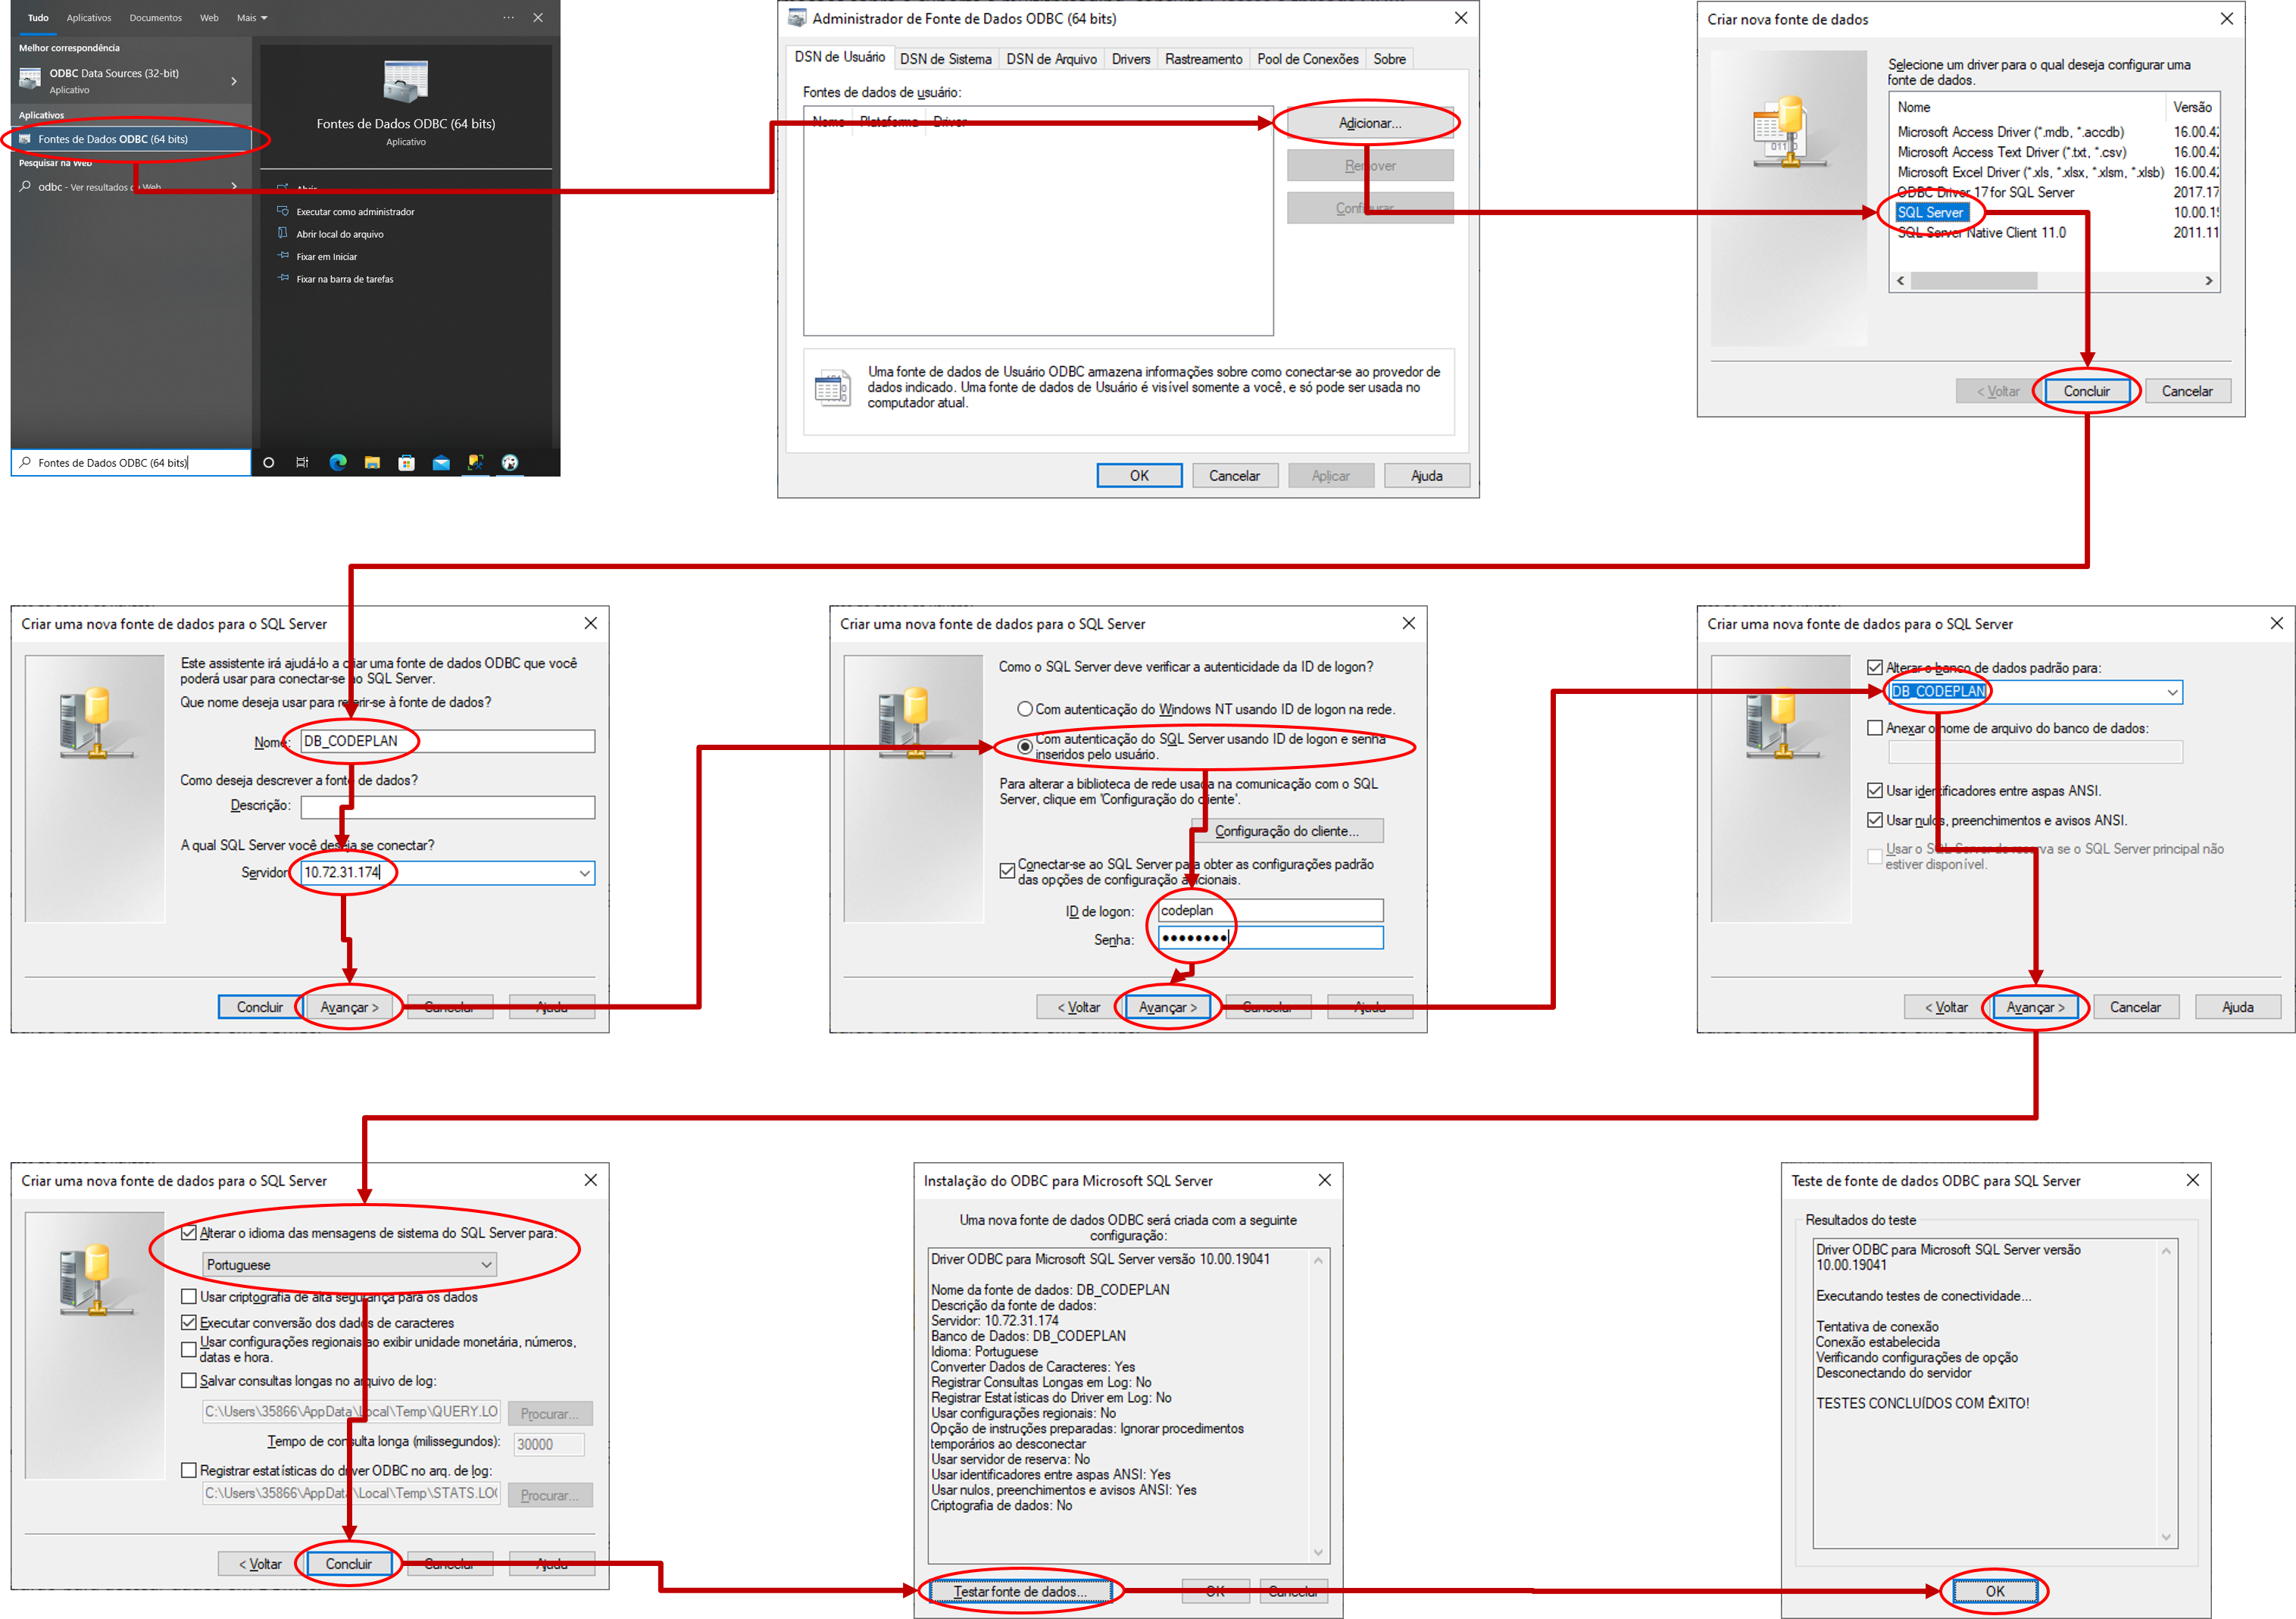 Tudo Aplicativos Documentos Web Mais ···
Melhor correspondência
ODBC Data Sources (32-bit)
Aplicativo
Aplicativos
Fontes de Dados ODBC (64 bits)
Pesquisar na Web
odbc - Ver resultados da Web
Fontes de Dados ODBC (64 bits)
Aplicativo
Abrir
Executar como administrador
Abrir local do arquivo
Fixar em Iniciar
Fixar na barra de tarefas
Fontes de Dados ODBC (64 bits)
Administrador de Fonte de Dados ODBC (64 bits)
DSN de Usuário DSN de Sistema DSN de Arquivo Drivers Rastreamento Pool de Conexões Sobre
Fontes de dados de usuário:
Nome Plataforma Driver
Adicionar...
Remover
Configurar...
Uma fonte de dados de Usuário ODBC armazena informações sobre como conectar-se ao provedor de
dados indicado. Uma fonte de dados de Usuário é visível somente a você, e só pode ser usada no
computador atual.
OK Cancelar Aplicar Ajuda
Criar nova fonte de dados
Selecione um driver para o qual deseja configurar uma
fonte de dados.
Nome Versão
Microsoft Access Driver (*.mdb, *.accdb) 16.00.42
Microsoft Access Text Driver (*.txt, *.csv) 16.00.42
Microsoft Excel Driver (*.xls, *.xlsx, *.xlsm, *.xlsb) 16.00.42
ODBC Driver 17 for SQL Server 2017.17
SQL Server 10.00.19
SQL Server Native Client 11.0 2011.11
< Voltar Concluir Cancelar
Criar uma nova fonte de dados para o SQL Server
Este assistente irá ajudá-lo a criar uma fonte de dados ODBC que você
poderá usar para conectar-se ao SQL Server.
Que nome deseja usar para referir-se à fonte de dados?
Nome: DB_CODEPLAN
Como deseja descrever a fonte de dados?
Descrição:
A qual SQL Server você deseja se conectar?
Servidor: 10.72.31.174
Concluir Avançar > Cancelar Ajuda
Criar uma nova fonte de dados para o SQL Server
Como o SQL Server deve verificar a autenticidade da ID de logon?
Com autenticação do Windows NT usando ID de logon na rede.
Com autenticação do SQL Server usando ID de logon e senha
inseridos pelo usuário.
Para alterar a biblioteca de rede usada na comunicação com o SQL
Server, clique em 'Configuração do cliente'.
Configuração do cliente...
Conectar-se ao SQL Server para obter as configurações padrão
das opções de configuração adicionais.
ID de logon: codeplan
Senha: ●●●●●●●●
< Voltar Avançar > Cancelar Ajuda
Criar uma nova fonte de dados para o SQL Server
Alterar o banco de dados padrão para:
DB_CODEPLAN
Anexar o nome de arquivo do banco de dados:
Usar identificadores entre aspas ANSI.
Usar nulos, preenchimentos e avisos ANSI.
Usar o SQL Server de reserva se o SQL Server principal não
estiver disponível.
< Voltar Avançar > Cancelar Ajuda
Criar uma nova fonte de dados para o SQL Server
Alterar o idioma das mensagens de sistema do SQL Server para:
Portuguese
Usar criptografia de alta segurança para os dados
Executar conversão dos dados de caracteres
Usar configurações regionais ao exibir unidade monetária, números,
datas e hora.
Salvar consultas longas no arquivo de log:
C:\Users\35866\AppData\Local\Temp\QUERY.LO Procurar...
Tempo de consulta longa (milissegundos): 30000
Registrar estatísticas do driver ODBC no arq. de log:
C:\Users\35866\AppData\Local\Temp\STATS.LOG Procurar...
< Voltar Concluir Cancelar Ajuda
Instalação do ODBC para Microsoft SQL Server
Uma nova fonte de dados ODBC será criada com a seguinte
configuração:
Driver ODBC para Microsoft SQL Server versão 10.00.19041
Nome da fonte de dados: DB_CODEPLAN
Descrição da fonte de dados:
Servidor: 10.72.31.174
Banco de Dados: DB_CODEPLAN
Idioma: Portuguese
Converter Dados de Caracteres: Yes
Registrar Consultas Longas em Log: No
Registrar Estatísticas do Driver em Log: No
Usar configurações regionais: No
Opção de instruções preparadas: Ignorar procedimentos
temporários ao desconectar
Usar servidor de reserva: No
Usar identificadores entre aspas ANSI: Yes
Usar nulos, preenchimentos e avisos ANSI: Yes
Criptografia de dados: No
Testar fonte de dados... OK Cancelar
Teste de fonte de dados ODBC para SQL Server
Resultados do teste
Driver ODBC para Microsoft SQL Server versão
10.00.19041
Executando testes de conectividade...
Tentativa de conexão
Conexão estabelecida
Verificando configurações de opção
Desconectando do servidor
TESTES CONCLUÍDOS COM ÊXITO!
OK